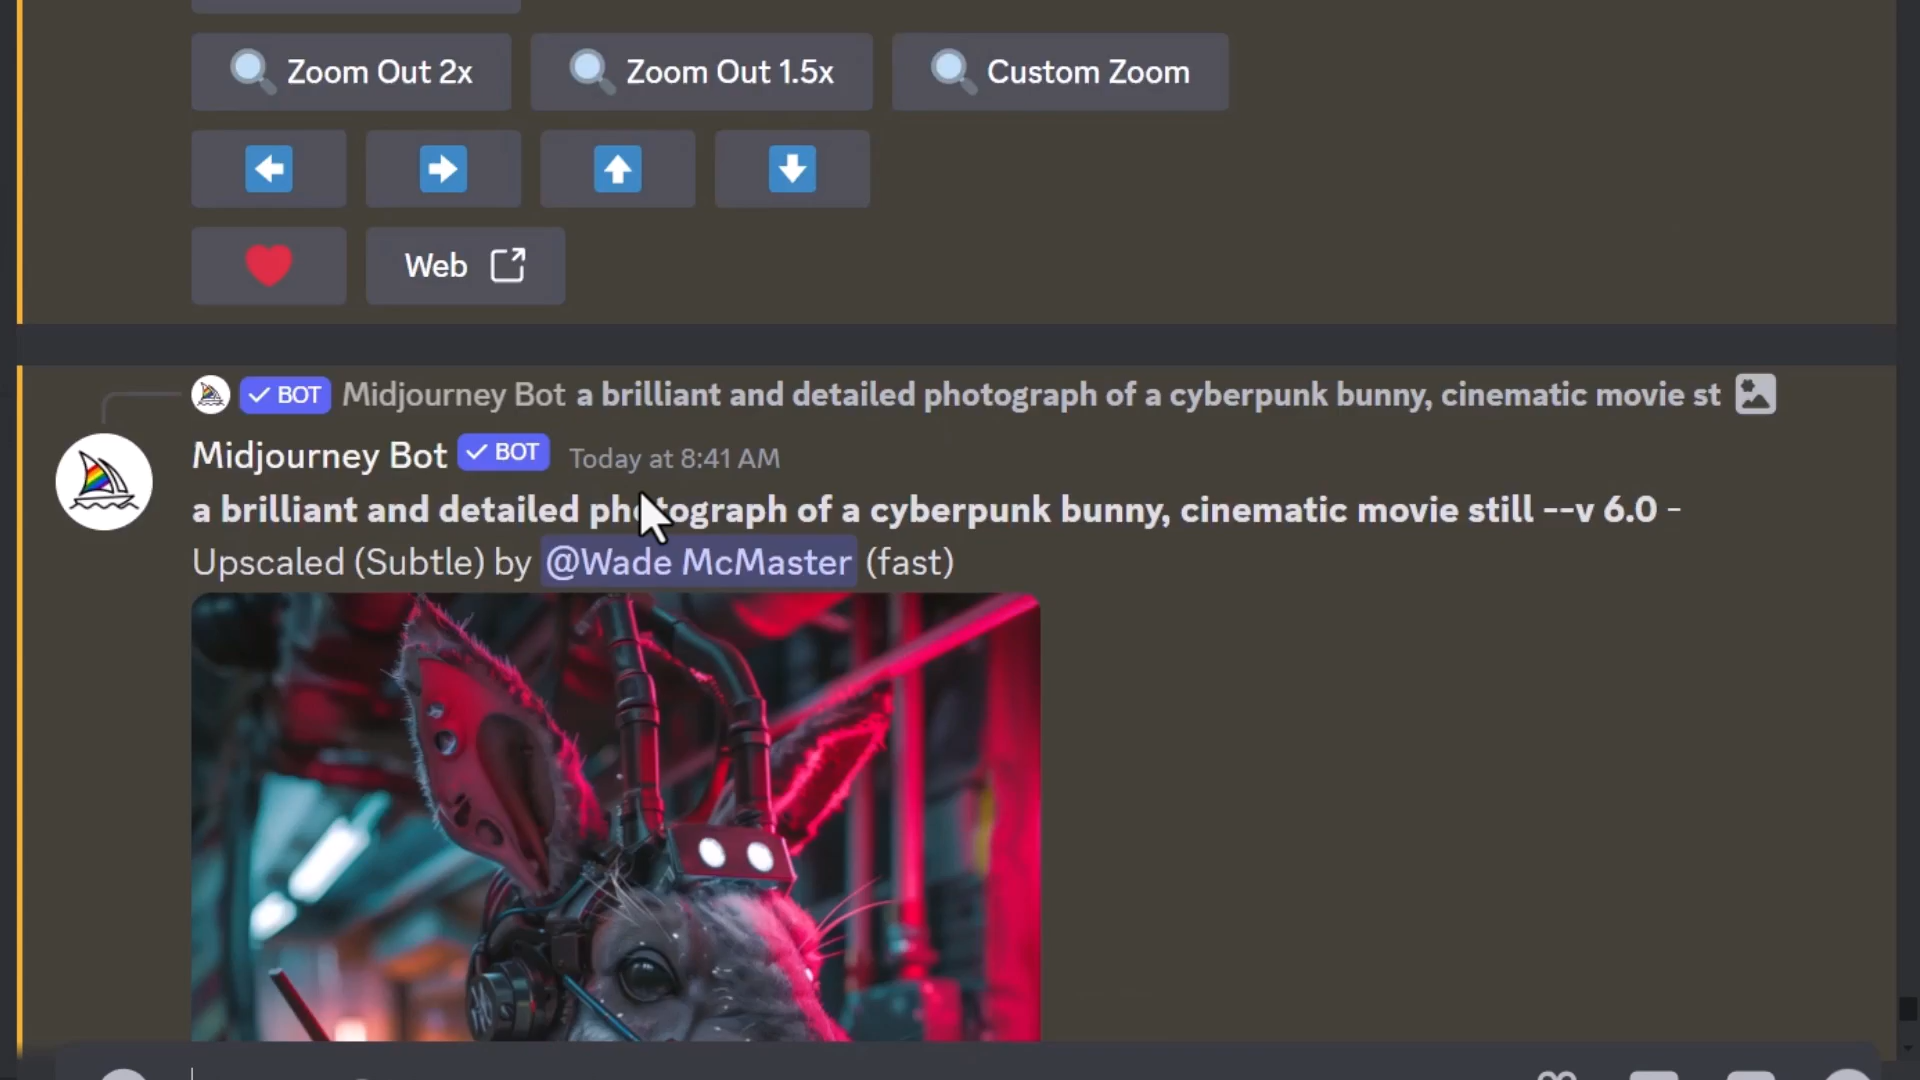 Zoom Out 2x Zoom Out 1.5x Custom Zoom
Web
BOT Midjourney Bot a brilliant and detailed photograph of a cyberpunk bunny, cinematic movie st
Midjourney Bot BOT Today at 8:41 AM
a brilliant and detailed photograph of a cyberpunk bunny, cinematic movie still --v 6.0 -
Upscaled (Subtle) by @Wade McMaster (fast)